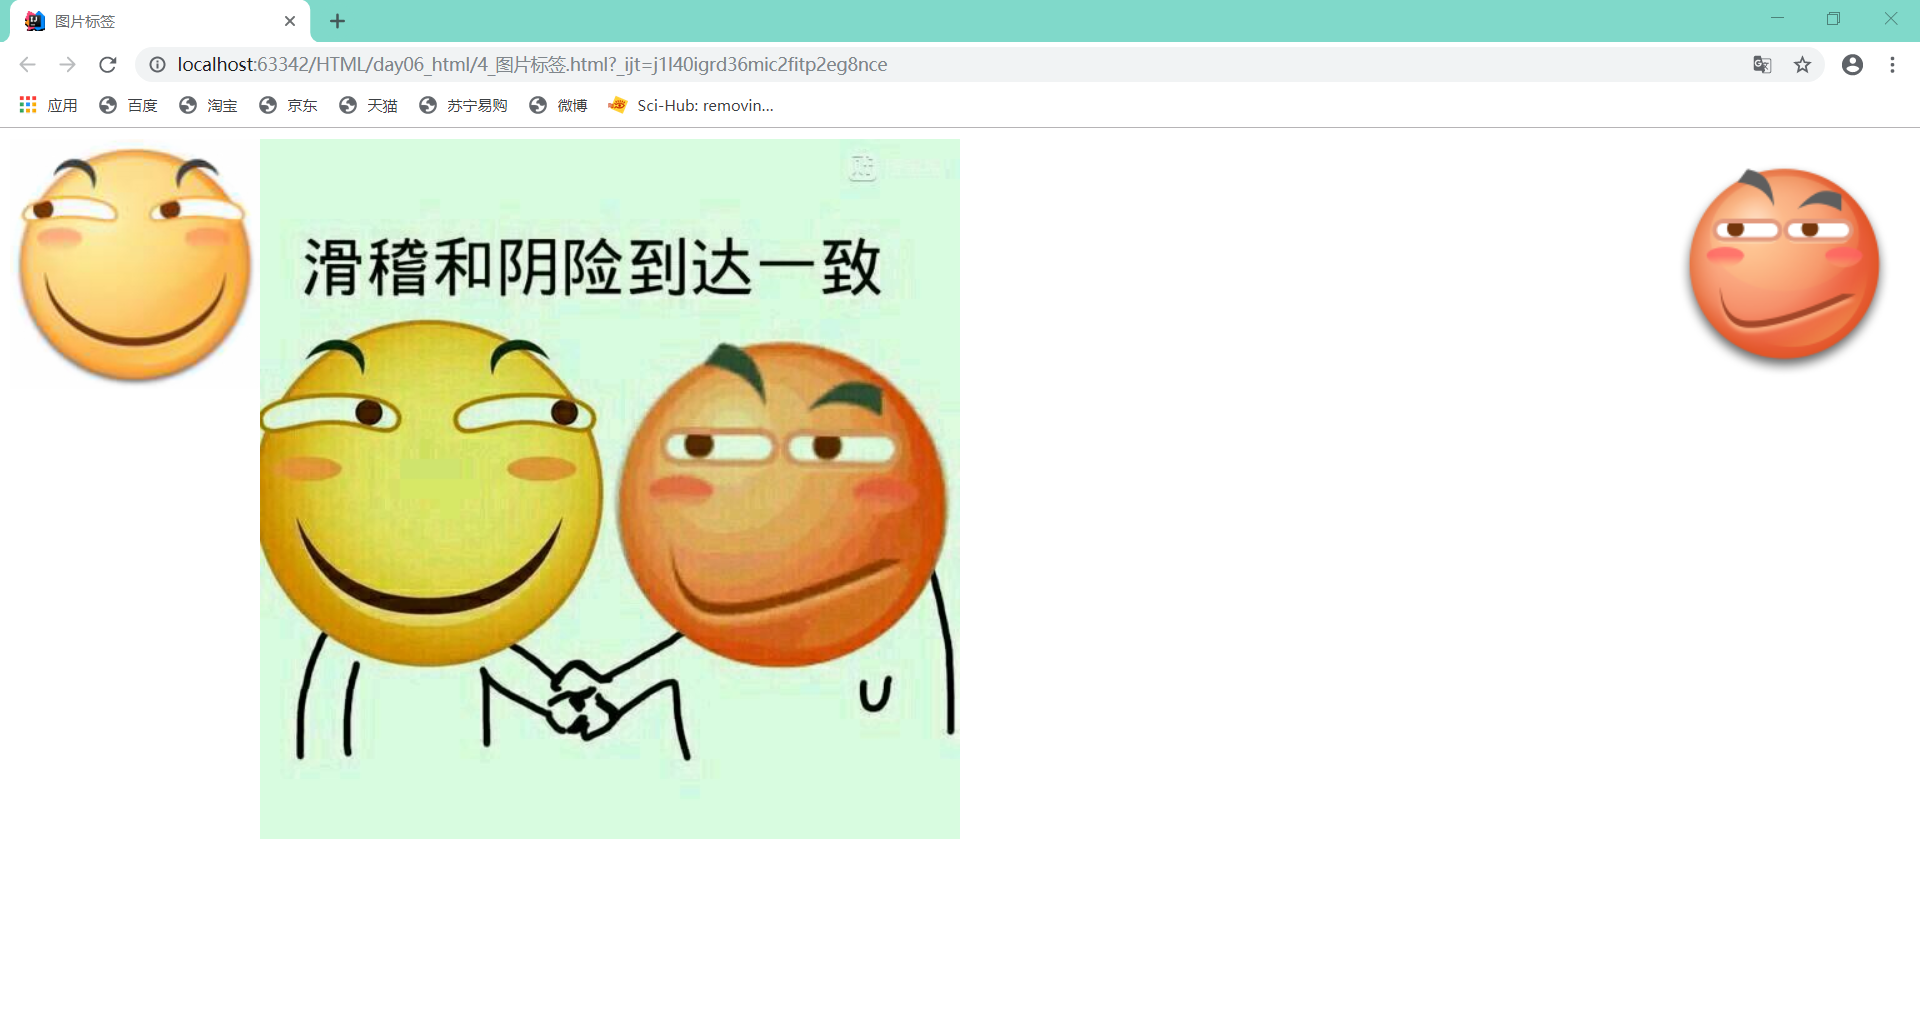 图片标签
localhost:63342/HTML/day06_html/4_图片标签.html?_ijt=j1l40igrd36mic2fitp2eg8nce
应用 百度 淘宝 京东 天猫 苏宁易购 微博 Sci-Hub: removin...
贴
滑稽和阴险到达一致